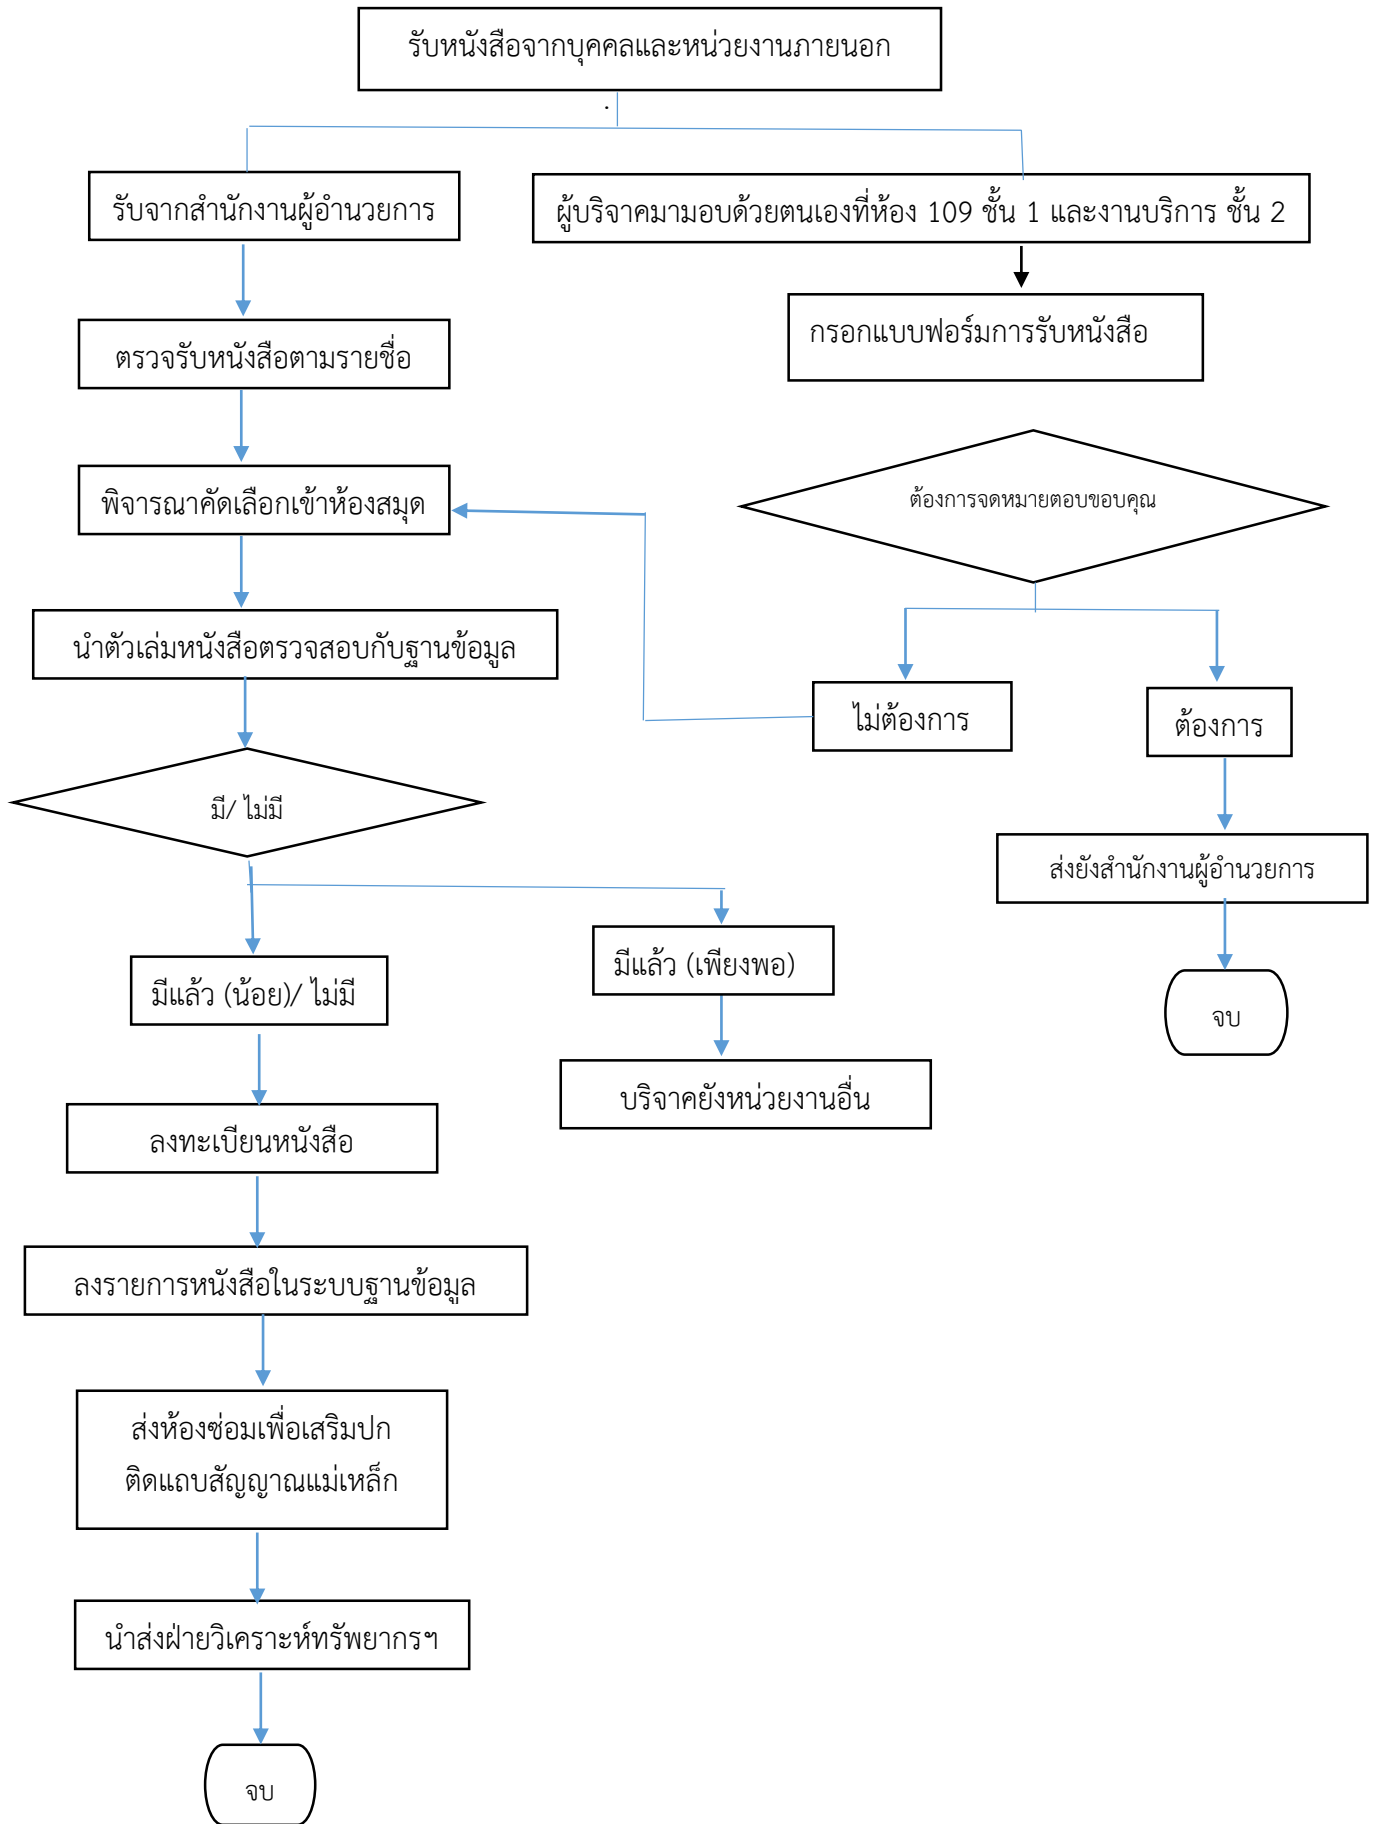 รับหนังสือจากบุคคลและหน่วยงานภายนอก
.
รับจากสำนักงานผู้อำนวยการ
ผู้บริจาคมามอบด้วยตนเองที่ห้อง 109 ชั้น 1 และงานบริการ ชั้น 2
กรอกแบบฟอร์มการรับหนังสือ
ตรวจรับหนังสือตามรายชื่อ
พิจารณาคัดเลือกเข้าห้องสมุด
ต้องการจดหมายตอบขอบคุณ
นำตัวเล่มหนังสือตรวจสอบกับฐานข้อมูล
ไม่ต้องการ
ต้องการ
มี/ ไม่มี
ส่งยังสำนักงานผู้อำนวยการ
มีแล้ว (น้อย)/ ไม่มี
มีแล้ว (เพียงพอ)
จบ
บริจาคยังหน่วยงานอื่น
ลงทะเบียนหนังสือ
ลงรายการหนังสือในระบบฐานข้อมูล
ส่งห้องซ่อมเพื่อเสริมปก
ติดแถบสัญญาณแม่เหล็ก
นำส่งฝ่ายวิเคราะห์ทรัพยากรฯ
จบ